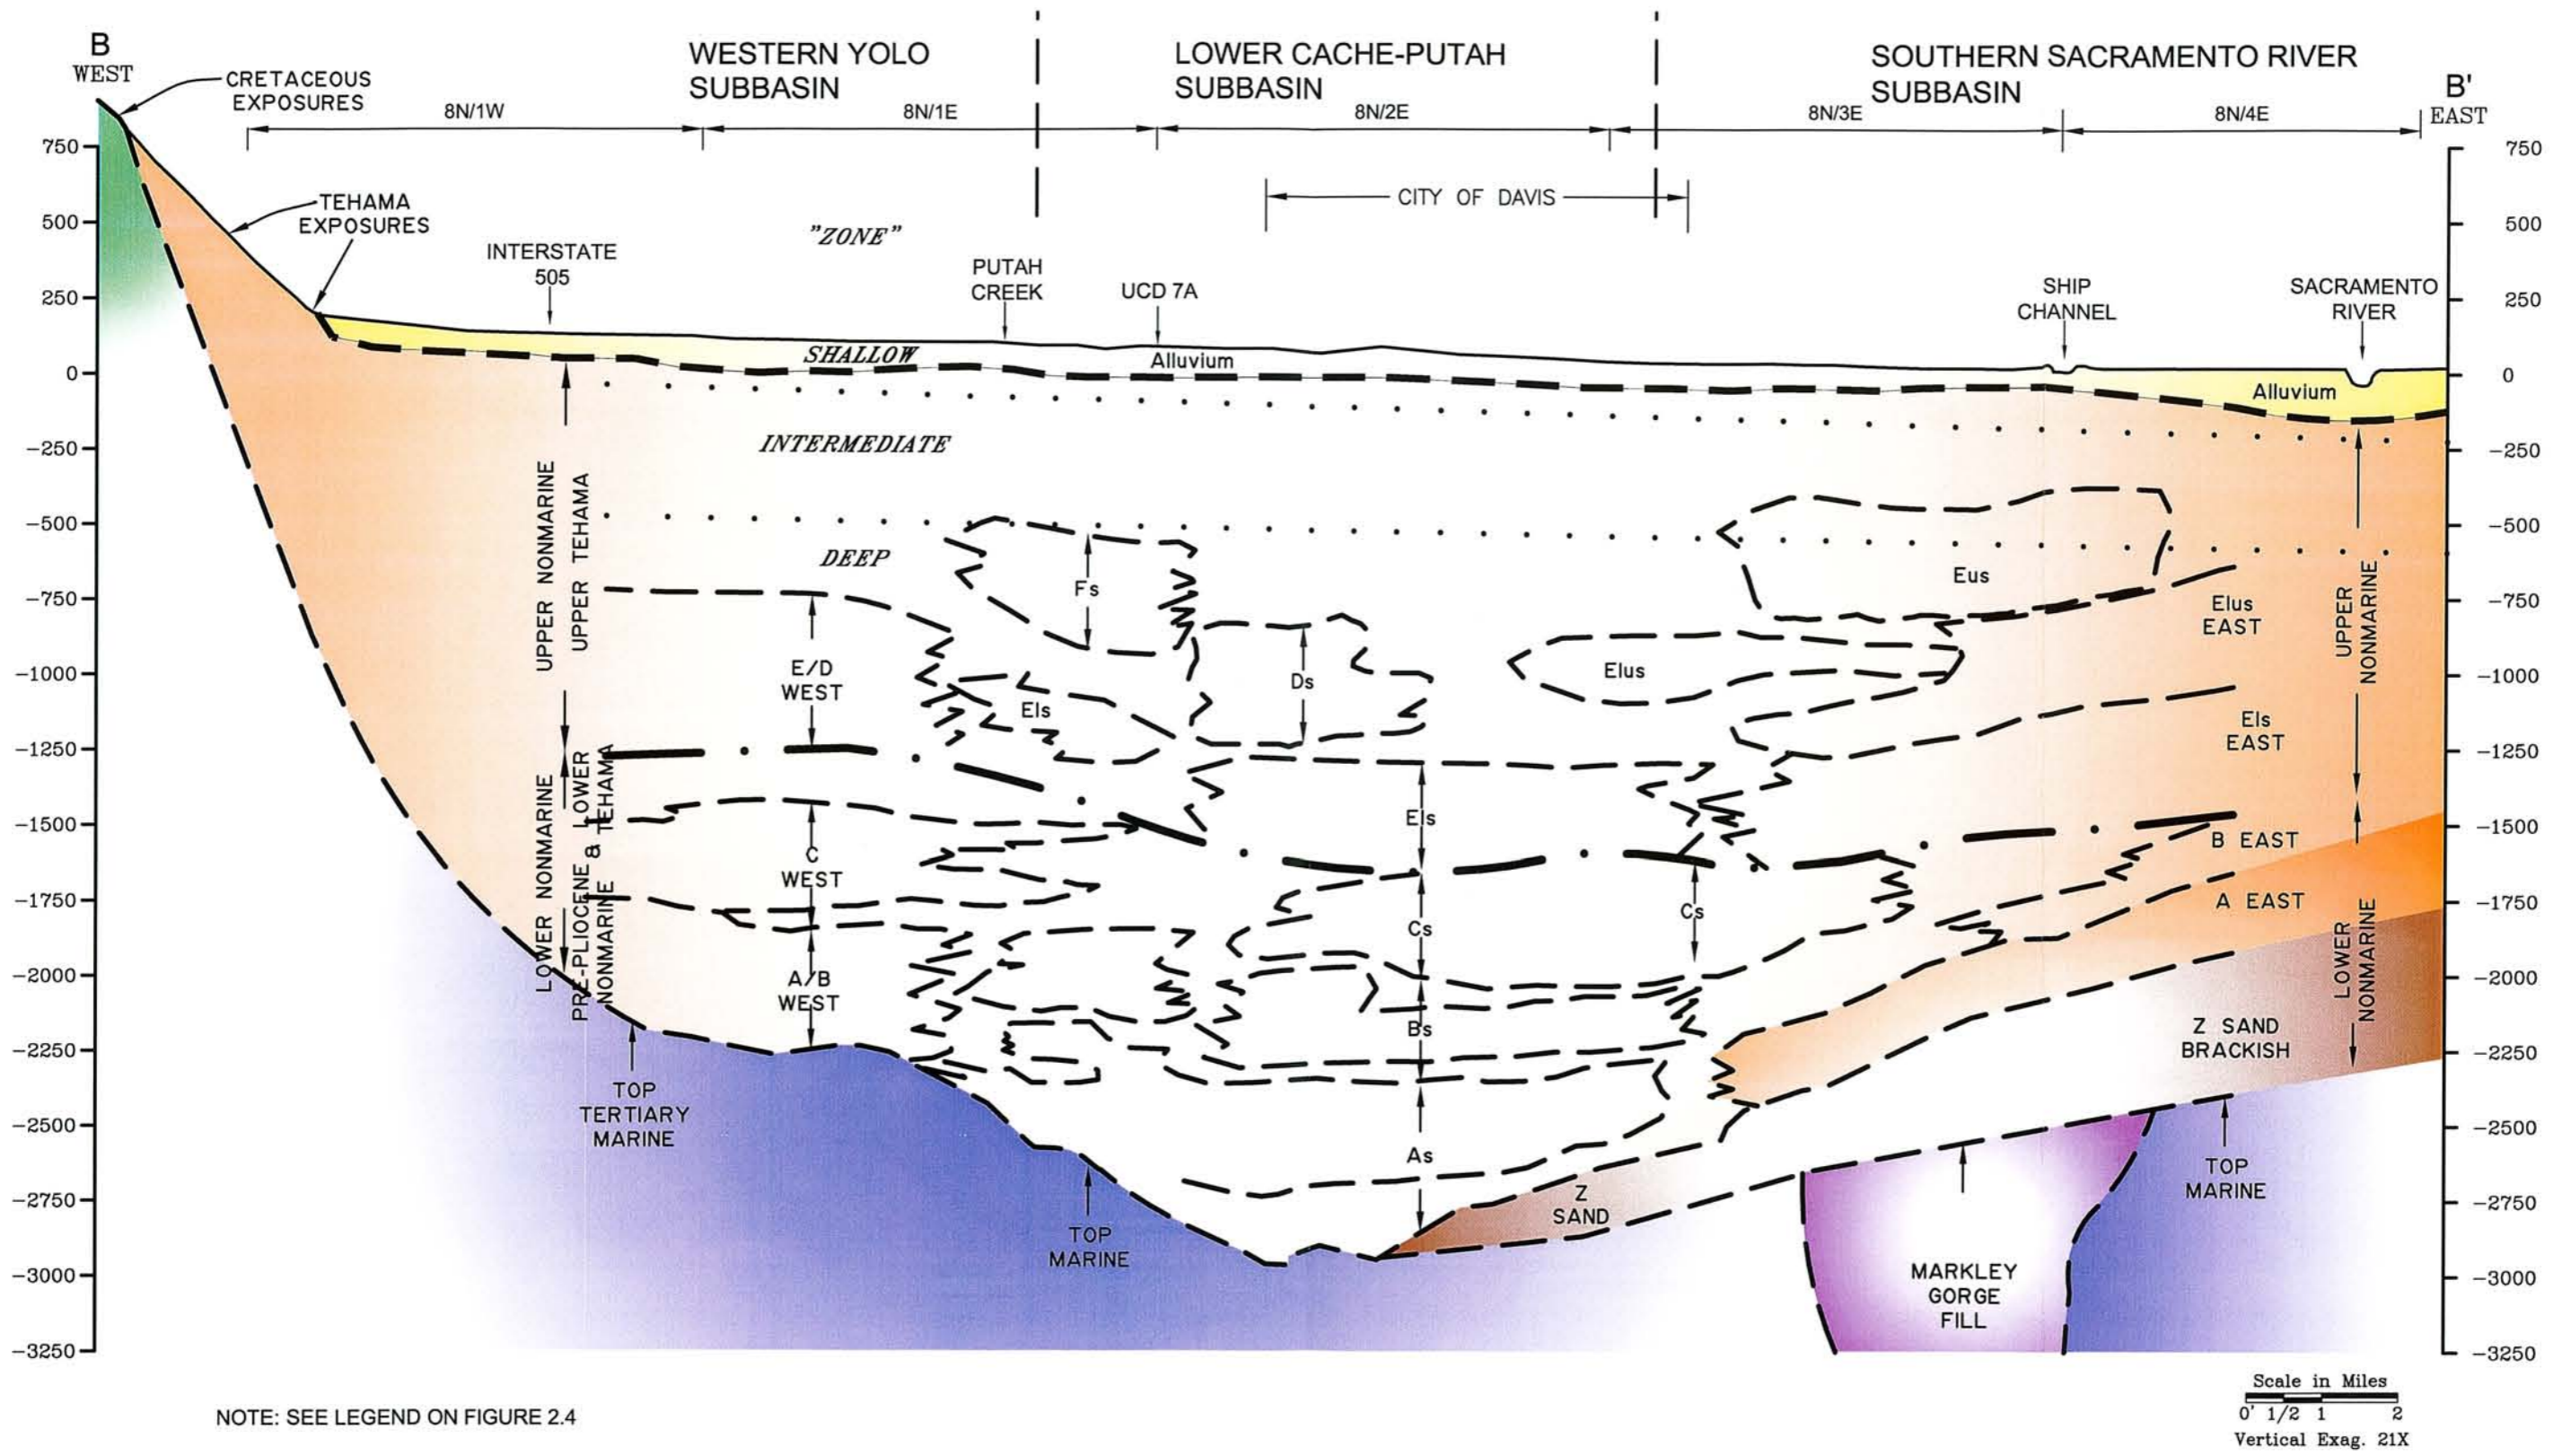 B
WEST
CRETACEOUS
EXPOSURES
WESTERN YOLO
SUBBASIN
LOWER CACHE-PUTAH
SUBBASIN
SOUTHERN SACRAMENTO RIVER
SUBBASIN
B'
EAST
8N/1W
8N/1E
8N/2E
8N/3E
8N/4E
TEHAMA
EXPOSURES
CITY OF DAVIS
"ZONE"
INTERSTATE
505
PUTAH
CREEK
UCD 7A
SHIP
CHANNEL
SACRAMENTO
RIVER
750
500
250
0
-250
-500
-750
-1000
-1250
-1500
-1750
-2000
-2250
-2500
-2750
-3000
-3250
SHALLOW
Alluvium
Alluvium
INTERMEDIATE
DEEP
UPPER NONMARINE
UPPER TEHAMA
LOWER NONMARINE
PRE-PLIOCENE & LOWER
NONMARINE TEHAMA
E/D
WEST
C
WEST
A/B
WEST
Fs
Els
Ds
Elus
Eus
Els
Cs
Cs
Bs
As
Z
SAND
Elus
EAST
Els
EAST
B EAST
A EAST
Z SAND
BRACKISH
UPPER
NONMARINE
LOWER
NONMARINE
TOP
TERTIARY
MARINE
TOP
MARINE
MARKLEY
GORGE
FILL
TOP
MARINE
750
500
250
0
-250
-500
-750
-1000
-1250
-1500
-1750
-2000
-2250
-2500
-2750
-3000
-3250
NOTE: SEE LEGEND ON FIGURE 2.4
Scale in Miles
0' 1/2 1 2
Vertical Exag. 21X